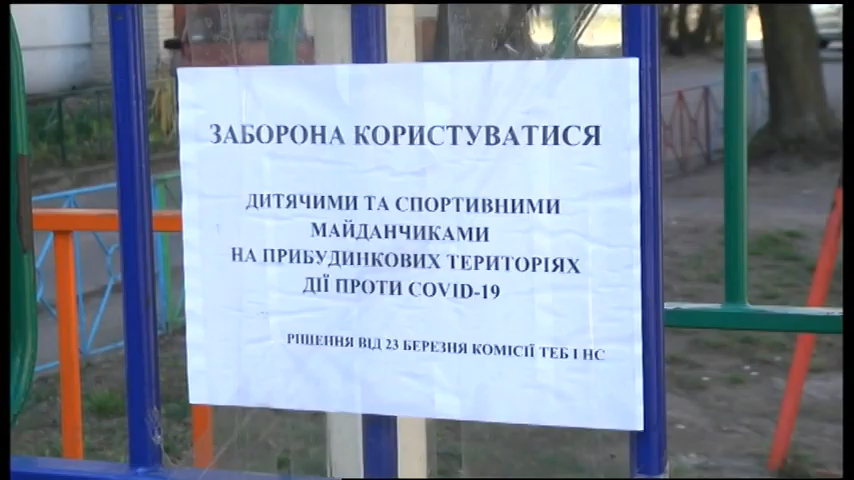 ЗАБОРОНА КОРИСТУВАТИСЯ
ДИТЯЧИМИ ТА СПОРТИВНИМИ
МАЙДАНЧИКАМИ
НА ПРИБУДИНКОВИХ ТЕРИТОРІЯХ
ДІЇ ПРОТИ COVID-19
РІШЕННЯ ВІД 23 БЕРЕЗНЯ КОМІСІЇ ТЕБ І НС